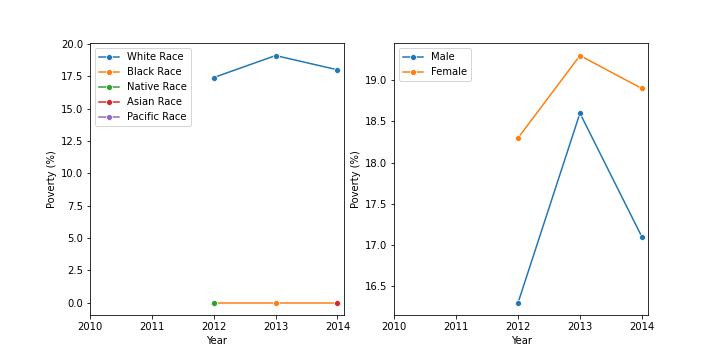 20.0
17.5
15.0
12.5
10.0
7.5
5.0
2.5
0.0
Poverty (%)
White Race
Black Race
Native Race
Asian Race
Pacific Race
2010 2011 2012 2013 2014
Year
19.0
18.5
18.0
17.5
17.0
16.5
Poverty (%)
Male
Female
2010 2011 2012 2013 2014
Year